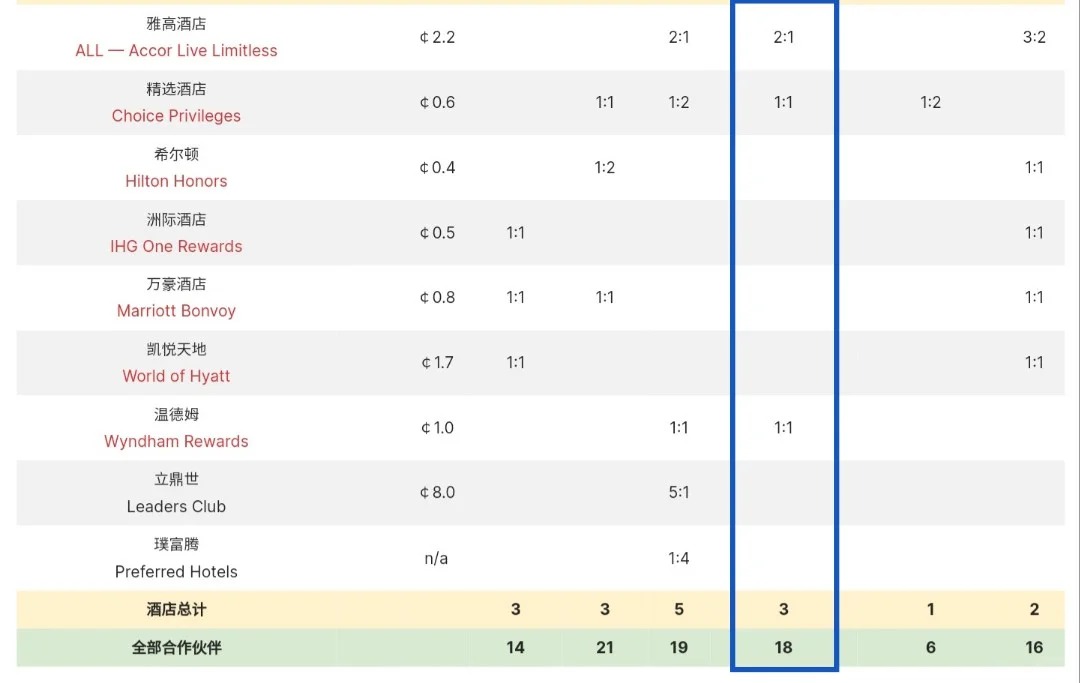 雅高酒店
ALL — Accor Live Limitless ¢2.2 2:1 2:1 3:2
精选酒店
Choice Privileges ¢0.6 1:1 1:2 1:1 1:2
希尔顿
Hilton Honors ¢0.4 1:2 1:1
洲际酒店
IHG One Rewards ¢0.5 1:1 1:1
万豪酒店
Marriott Bonvoy ¢0.8 1:1 1:1 1:1
凯悦天地
World of Hyatt ¢1.7 1:1 1:1
温德姆
Wyndham Rewards ¢1.0 1:1 1:1
立鼎世
Leaders Club ¢8.0 5:1
璞富腾
Preferred Hotels n/a 1:4
酒店总计 3 3 5 3 1 2
全部合作伙伴 14 21 19 18 6 16